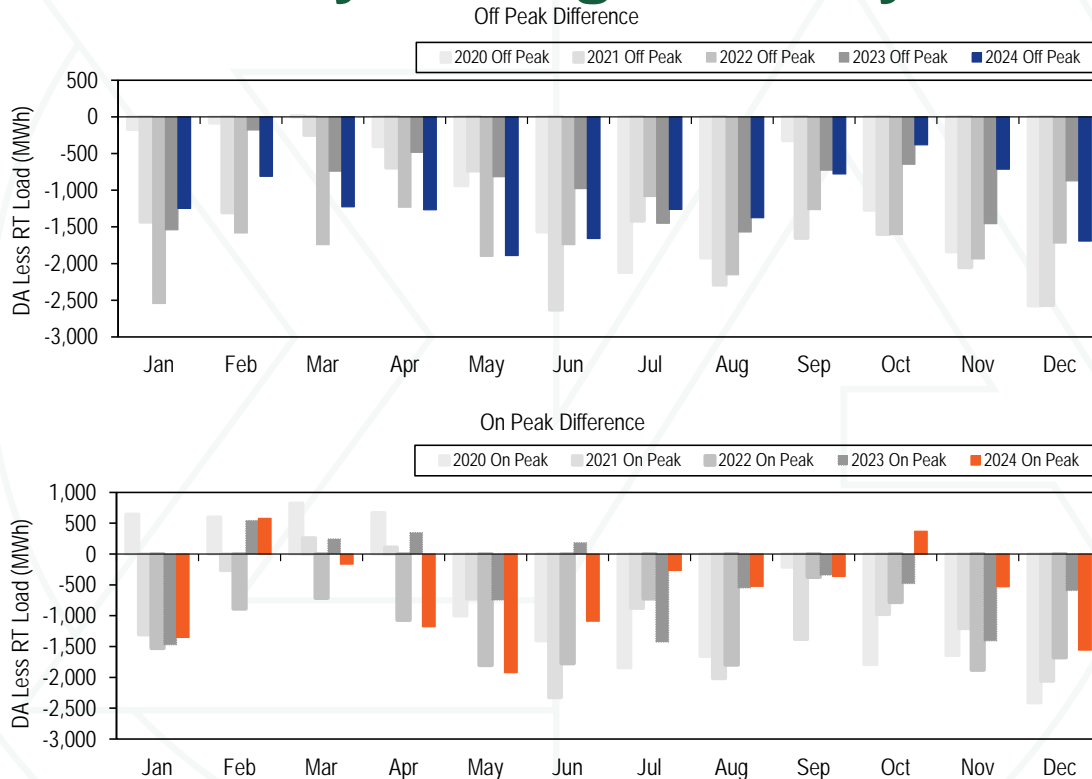 Off Peak Difference
2020 Off Peak 2021 Off Peak 2022 Off Peak 2023 Off Peak 2024 Off Peak
DA Less RT Load (MWh)
500
0
-500
-1,000
-1,500
-2,000
-2,500
-3,000
Jan Feb Mar Apr May Jun Jul Aug Sep Oct Nov Dec
On Peak Difference
2020 On Peak 2021 On Peak 2022 On Peak 2023 On Peak 2024 On Peak
DA Less RT Load (MWh)
1,000
500
0
-500
-1,000
-1,500
-2,000
-2,500
-3,000
Jan Feb Mar Apr May Jun Jul Aug Sep Oct Nov Dec